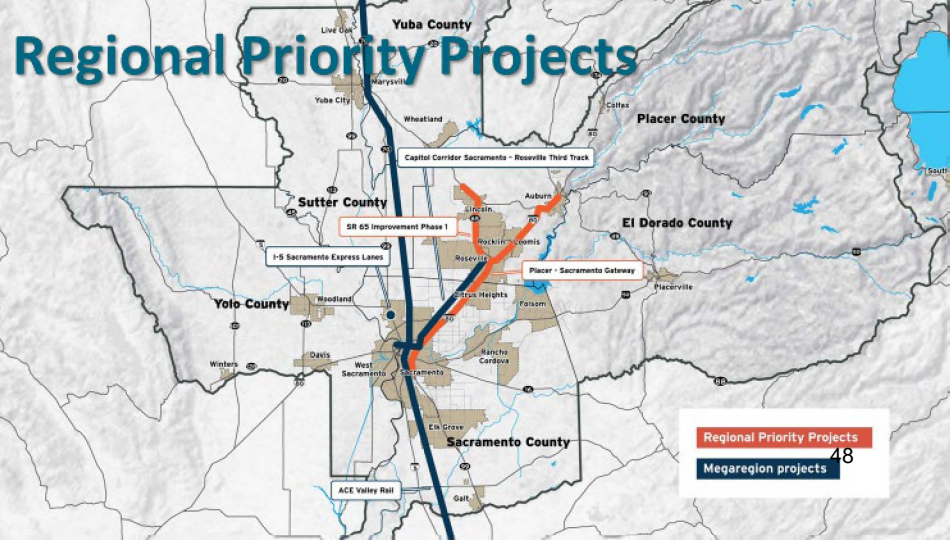 Regional Priority Projects
Yuba County
Live Oak
Marysvill
Yuba City
Wheatland
Colfax
Placer County
Capitol Corridor Sacramento - Roseville Third Track
Auburn
South
Sutter County
Lincoln
El Dorado County
SR 65 Improvement Phase 1
Rocklin
Loomis
I-5 Sacramento Express Lanes
Roseville
Placer - Sacramento Gateway
Placerville
Yolo County
Woodland
Citrus Heights
Folsom
Davis
Winters
West
Sacramento
Sacramento
Rancho
Cordova
Elk Grove
Sacramento County
Regional Priority Projects
48
Megaregion projects
ACE Valley Rail
Galt